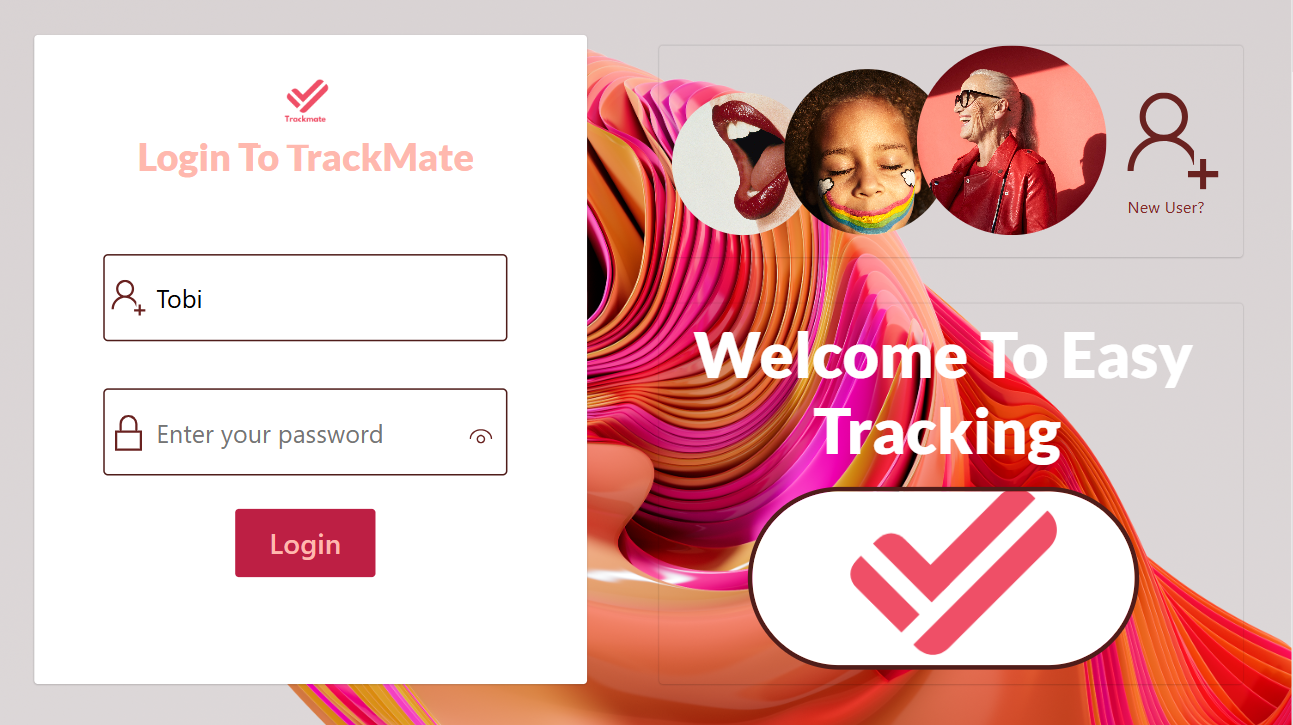 Trackmate
Login To TrackMate
Tobi
Enter your password
Login
New User?
Welcome To Easy
Tracking